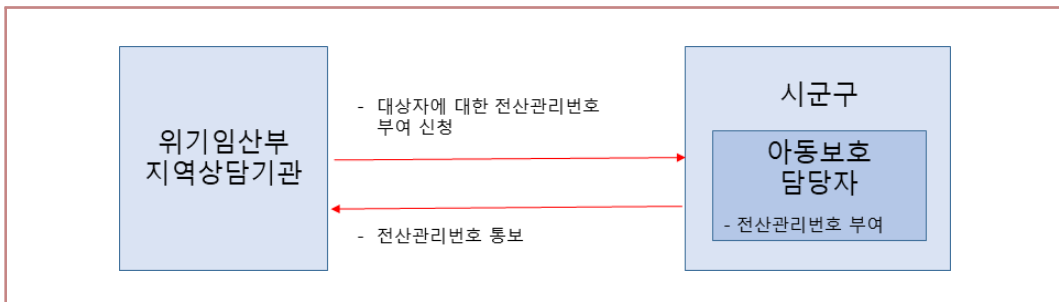 위기임산부
지역상담기관
- 대상자에 대한 전산관리번호
부여 신청
- 전산관리번호 통보
시군구
아동보호
담당자
- 전산관리번호 부여